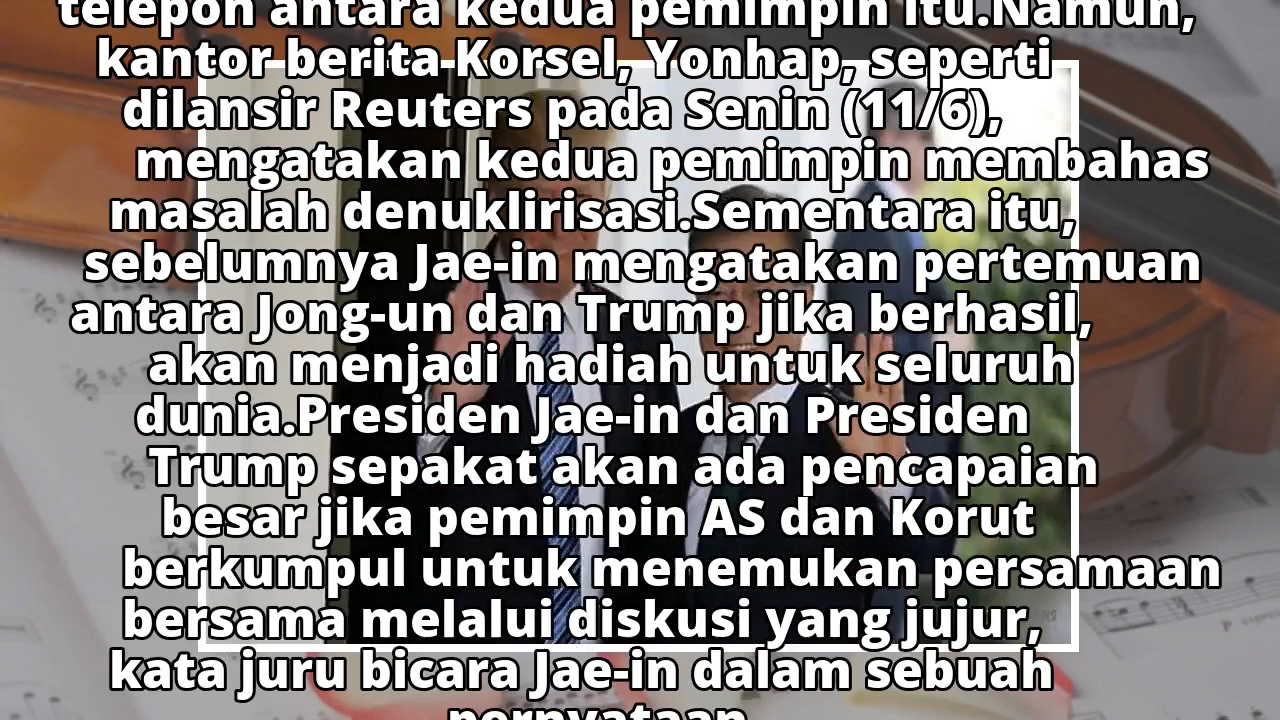 telepon antara kedua pemimpin itu.Namun,
kantor berita Korsel, Yonhap, seperti
dilansir Reuters pada Senin (11/6),
mengatakan kedua pemimpin membahas
masalah denuklirisasi.Sementara itu,
sebelumnya Jae-in mengatakan pertemuan
antara Jong-un dan Trump jika berhasil,
akan menjadi hadiah untuk seluruh
dunia.Presiden Jae-in dan Presiden
Trump sepakat akan ada pencapaian
besar jika pemimpin AS dan Korut
berkumpul untuk menemukan persamaan
bersama melalui diskusi yang jujur,
kata juru bicara Jae-in dalam sebuah
pernyataan